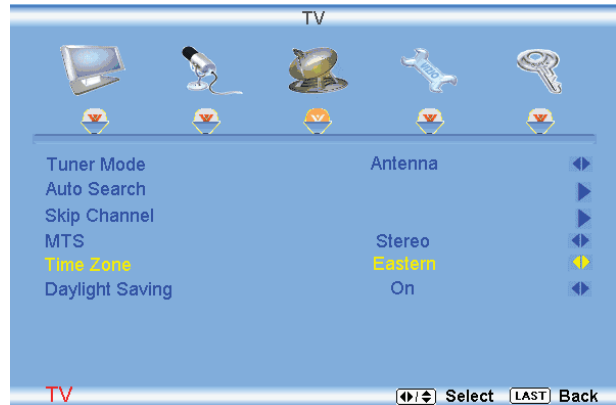 TV
Tuner Mode Antenna
Auto Search
Skip Channel
MTS Stereo
Time Zone Eastern
Daylight Saving On
TV Select LAST Back